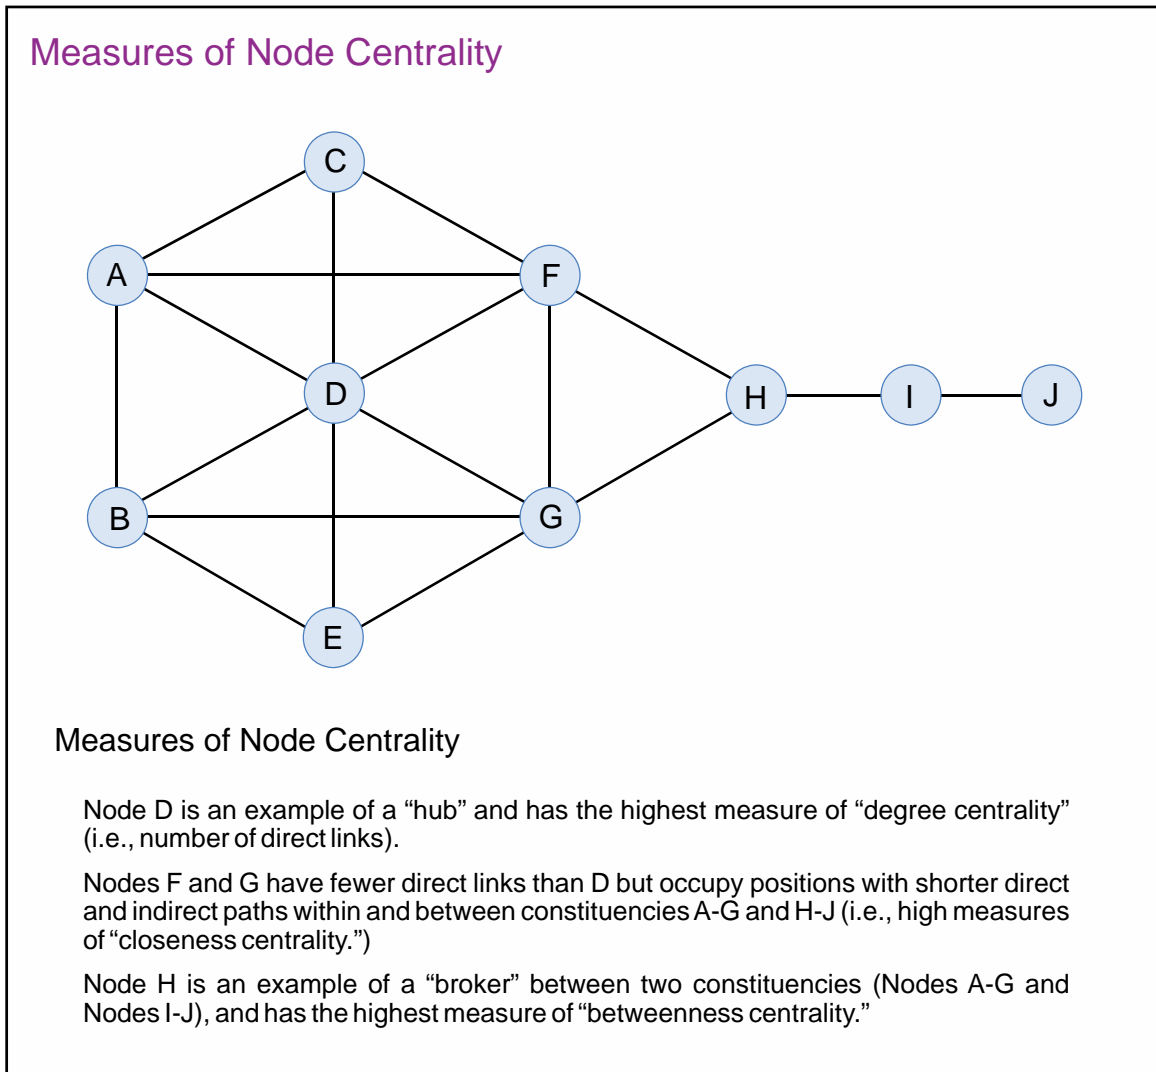 Measures of Node Centrality
C
A
F
D
H
I
J
B
G
E
Measures of Node Centrality
Node D is an example of a “hub” and has the highest measure of “degree centrality”
(i.e., number of direct links).
Nodes F and G have fewer direct links than D but occupy positions with shorter direct
and indirect paths within and between constituencies A-G and H-J (i.e., high measures
of “closeness centrality.”)
Node H is an example of a “broker” between two constituencies (Nodes A-G and
Nodes I-J), and has the highest measure of “betweenness centrality.”